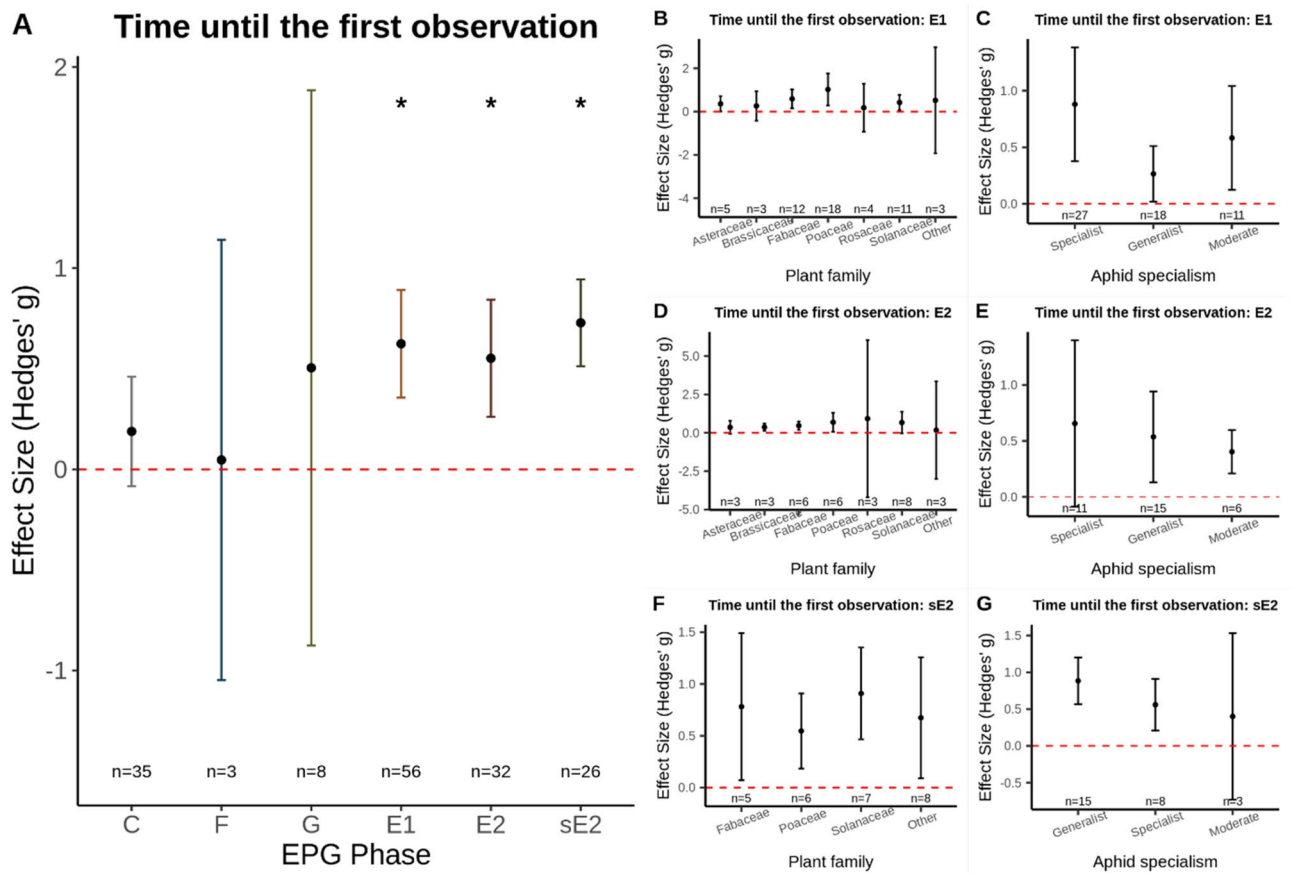 A
Time until the first observation
Effect Size (Hedges' g)
2
1
0
-1
* * *
n=35 n=3 n=8 n=56 n=32 n=26
C F G E1 E2 sE2
EPG Phase
B
Time until the first observation: E1
Effect Size (Hedges' g)
2
0
-2
-4
n=5 n=3 n=12 n=18 n=4 n=11 n=3
Asteraceae Brassicaceae Fabaceae Poaceae Rosaceae Solanaceae Other
Plant family
C
Time until the first observation: E1
Effect Size (Hedges' g)
1.0
0.5
0.0
n=27 n=18 n=11
Specialist Generalist Moderate
Aphid specialism
D
Time until the first observation: E2
Effect Size (Hedges' g)
5.0
2.5
0.0
-2.5
-5.0
n=3 n=3 n=6 n=6 n=3 n=8 n=3
Asteraceae Brassicaceae Fabaceae Poaceae Rosaceae Solanaceae Other
Plant family
E
Time until the first observation: E2
Effect Size (Hedges' g)
1.0
0.5
0.0
n=11 n=15 n=6
Specialist Generalist Moderate
Aphid specialism
F
Time until the first observation: sE2
Effect Size (Hedges' g)
1.5
1.0
0.5
0.0
n=5 n=6 n=7 n=8
Fabaceae Poaceae Solanaceae Other
Plant family
G
Time until the first observation: sE2
Effect Size (Hedges' g)
1.5
1.0
0.5
0.0
-0.5
n=15 n=8 n=3
Generalist Specialist Moderate
Aphid specialism